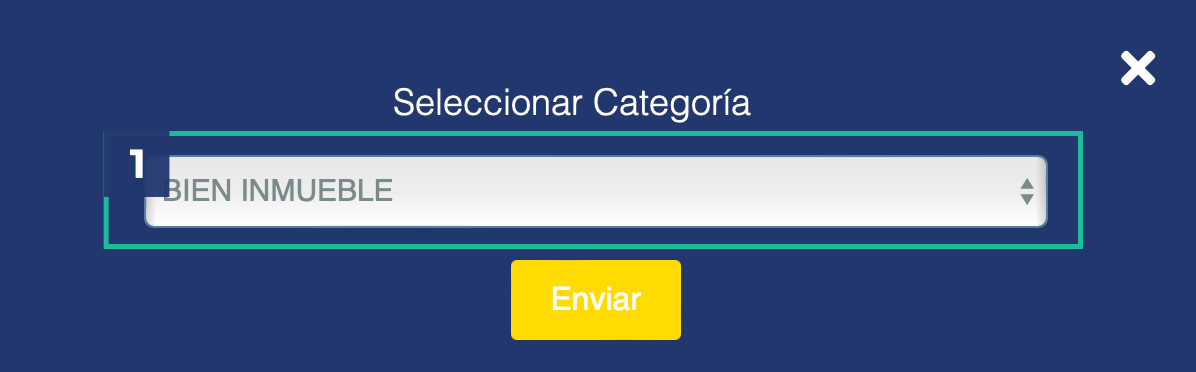 Seleccionar Categoría
1
BIEN INMUEBLE
Enviar